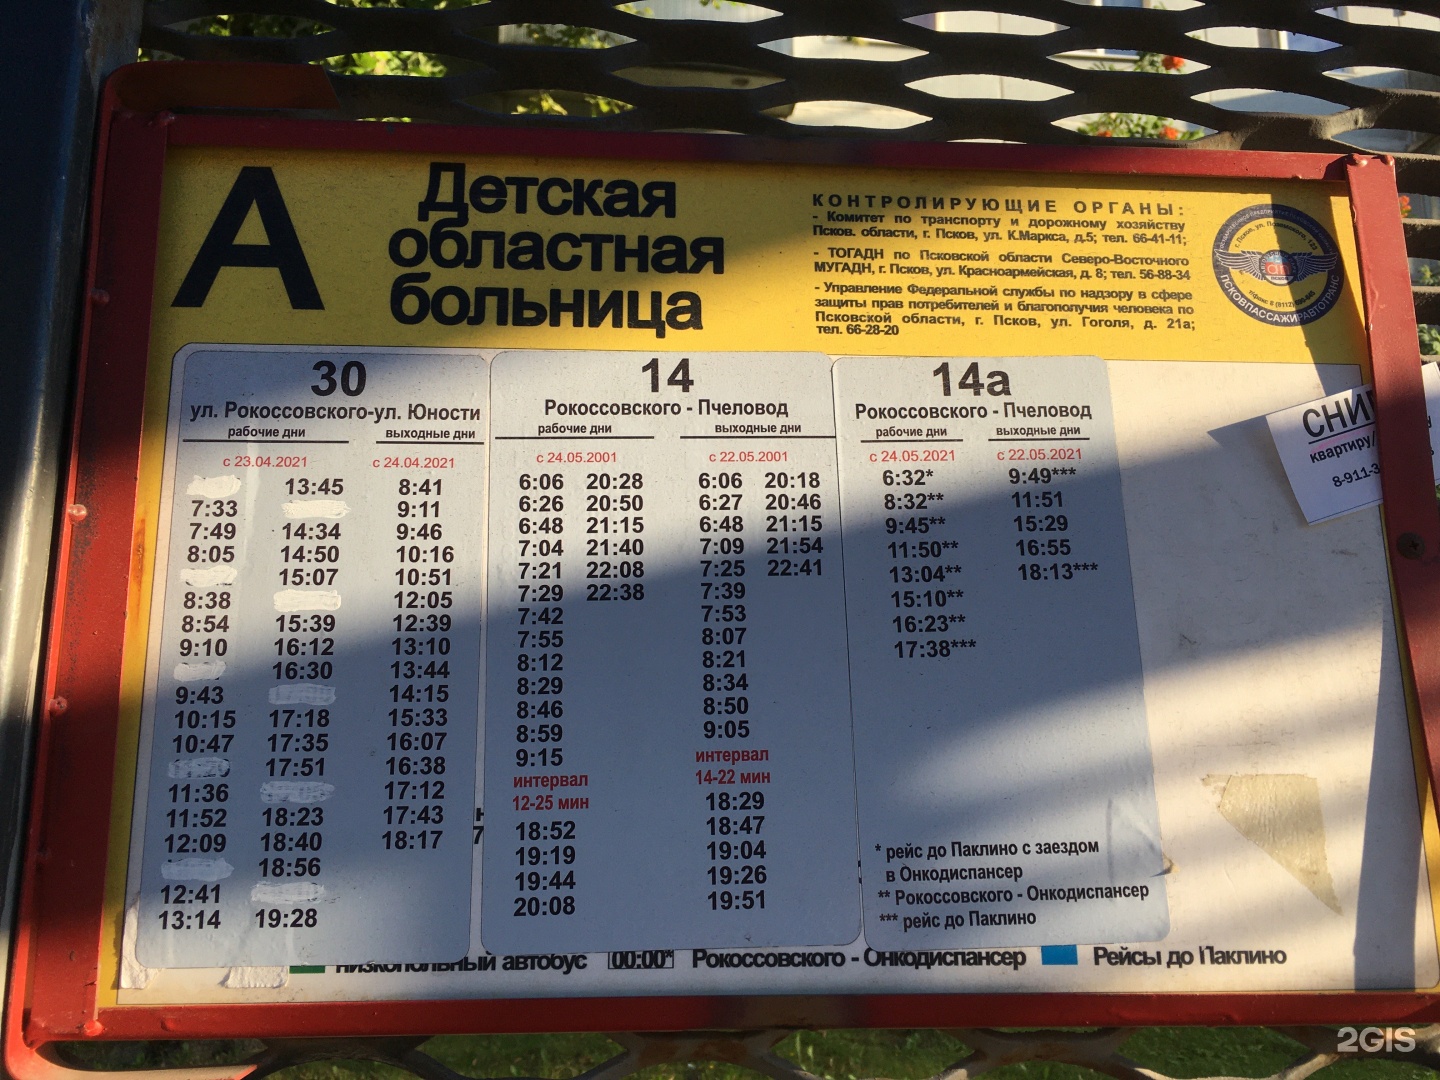 А
Детская
областная
больница
КОНТРОЛИРУЮЩИЕ ОРГАНЫ:
- Комитет по транспорту и дорожному хозяйству
Псков. области, г. Псков, ул. К.Маркса, д.5; тел. 66-41-11;
- ТОГАДН по Псковской области Северо-Восточного
МУГАДН, г. Псков, ул. Красноармейская, д. 8; тел. 56-88-34
- Управление Федеральной службы по надзору в сфере
защиты прав потребителей и благополучия человека по
Псковской области, г. Псков, ул. Гоголя, д. 21а;
тел. 66-28-20
ПСКОВПАССАЖИРАВТОТРАНС
30
ул. Рокоссовского-ул. Юности
рабочие дни выходные дни
с 23.04.2021 с 24.04.2021
13:45 8:41
7:33 9:11
7:49 14:34 9:46
8:05 14:50 10:16
15:07 10:51
8:38 12:05
8:54 15:39 12:39
9:10 16:12 13:10
16:30 13:44
9:43 14:15
10:15 17:18 15:33
10:47 17:35 16:07
17:51 16:38
11:36 17:12
11:52 18:23 17:43
12:09 18:40 18:17
18:56
12:41
13:14 19:28
14
Рокоссовского - Пчеловод
рабочие дни выходные дни
с 24.05.2001 с 22.05.2001
6:06 20:28 6:06 20:18
6:26 20:50 6:27 20:46
6:48 21:15 6:48 21:15
7:04 21:40 7:09 21:54
7:21 22:08 7:25 22:41
7:29 22:38 7:39
7:42 7:53
7:55 8:07
8:12 8:21
8:29 8:34
8:46 8:50
8:59 9:05
9:15 интервал
интервал 14-22 мин
12-25 мин 18:29
18:52 18:47
19:19 19:04
19:44 19:26
20:08 19:51
14а
Рокоссовского - Пчеловод
рабочие дни выходные дни
с 24.05.2021 с 22.05.2021
6:32* 9:49***
8:32** 11:51
9:45** 15:29
11:50** 16:55
13:04** 18:13***
15:10**
16:23**
17:38***
* рейс до Паклино с заездом
в Онкодиспансер
** Рокоссовского - Онкодиспансер
*** рейс до Паклино
низкопольный автобус 00:00* Рокоссовского - Онкодиспансер Рейсы до Паклино
СНИ
квартиру/
8-911-3
2GIS